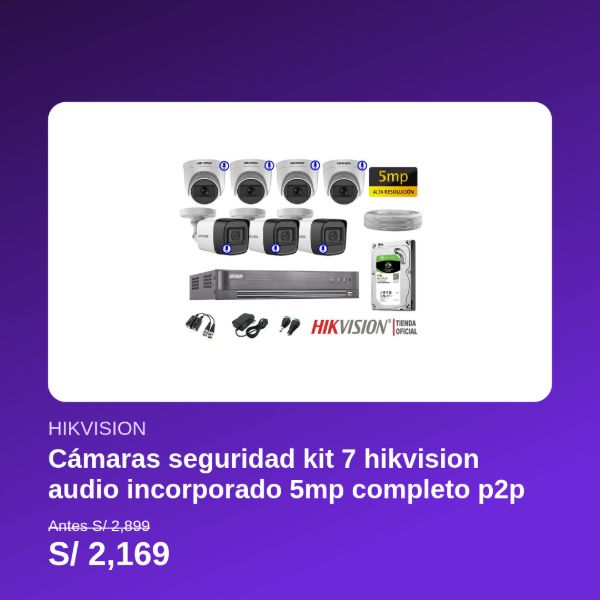 5mp
ALTA RESOLUCIÓN
HIKVISION® TIENDA
OFICIAL
HIKVISION
Cámaras seguridad kit 7 hikvision
audio incorporado 5mp completo p2p
Antes S/ 2,899
S/ 2,169